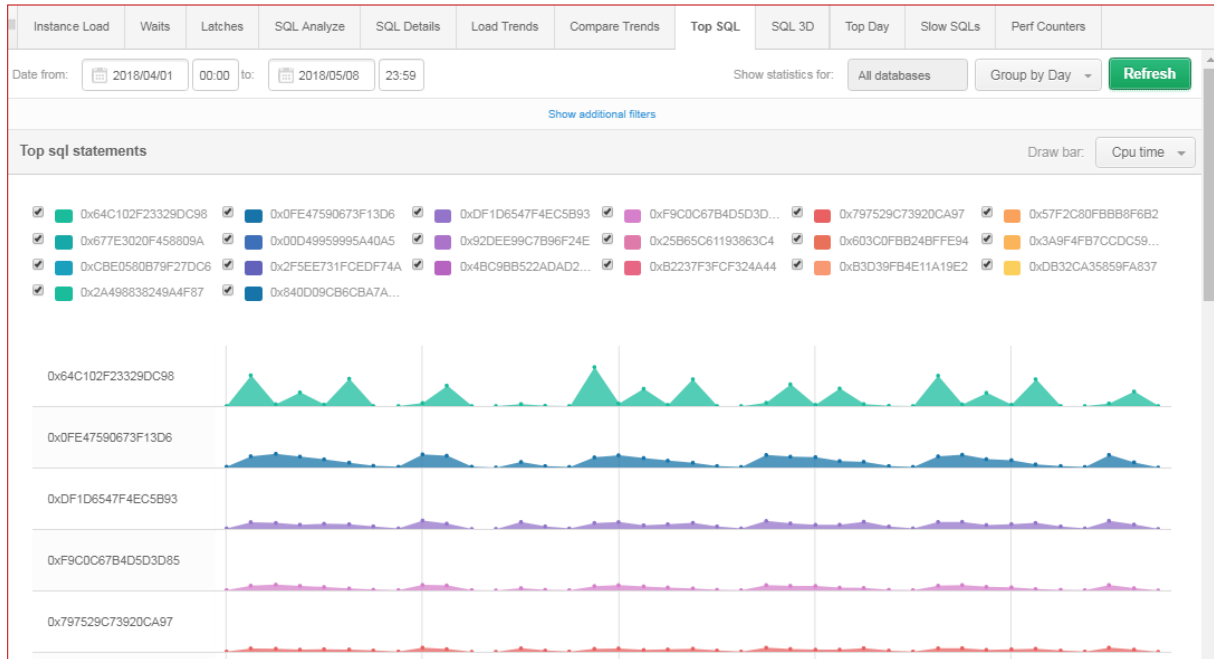 Instance Load Waits Latches SQL Analyze SQL Details Load Trends Compare Trends Top SQL SQL 3D Top Day Slow SQLs Perf Counters
Date from: 2018/04/01 00:00 to: 2018/05/08 23:59 Show statistics for: All databases Group by Day Refresh
Show additional filters
Top sql statements Draw bar: Cpu time
0x64C102F23329DC98 0x0FE47590673F13D6 0xDF1D6547F4EC5B93 0xF9C0C67B4D5D3D... 0x797529C73920CA97 0x57F2C80FBBB8F6B2
0x677E3020F458809A 0x00D49959995A40A5 0x92DEE99C7B96F24E 0x25B65C61193863C4 0x603C0FBB24BFFE94 0x3A9F4FB7CCDC59...
0xCBE0580B79F27DC6 0x2F5EE731FCEDF74A 0x4BC9BB522ADAD2... 0xB2237F3FCF324A44 0xB3D39FB4E11A19E2 0xDB32CA35859FA837
0x2A498838249A4F87 0x840D09CB6CBA7A...
0x64C102F23329DC98
0x0FE47590673F13D6
0xDF1D6547F4EC5B93
0xF9C0C67B4D5D3D85
0x797529C73920CA97